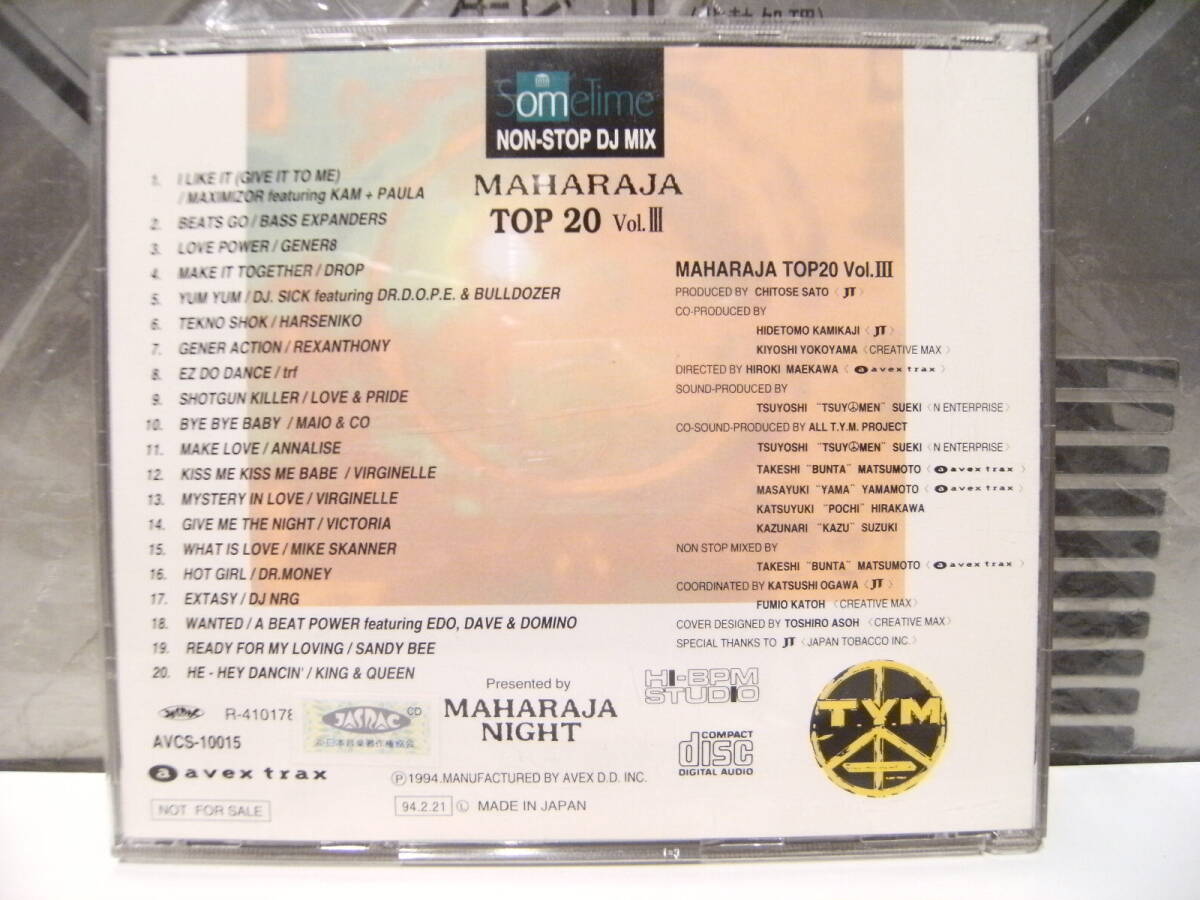 SomeTime
NON-STOP DJ MIX
MAHARAJA
TOP 20 Vol.III
1. I LIKE IT (GIVE IT TO ME)
/ MAXIMIZOR featuring KAM + PAULA
2. BEATS GO / BASS EXPANDERS
3. LOVE POWER / GENER8
4. MAKE IT TOGETHER / DROP
5. YUM YUM / DJ. SICK featuring DR.D.O.P.E. & BULLDOZER
6. TEKNO SHOK / HARSENIKO
7. GENER ACTION / REXANTHONY
8. EZ DO DANCE / trf
9. SHOTGUN KILLER / LOVE & PRIDE
10. BYE BYE BABY / MAIO & CO
11. MAKE LOVE / ANNALISE
12. KISS ME KISS ME BABE / VIRGINELLE
13. MYSTERY IN LOVE / VIRGINELLE
14. GIVE ME THE NIGHT / VICTORIA
15. WHAT IS LOVE / MIKE SKANNER
16. HOT GIRL / DR.MONEY
17. EXTASY / DJ NRG
18. WANTED / A BEAT POWER featuring EDO, DAVE & DOMINO
19. READY FOR MY LOVING / SANDY BEE
20. HE - HEY DANCIN' / KING & QUEEN
MAHARAJA TOP20 Vol.III
PRODUCED BY CHITOSE SATO 〈JT〉
CO-PRODUCED BY
HIDETOMO KAMIKAJI 〈JT〉
KIYOSHI YOKOYAMA 〈CREATIVE MAX〉
DIRECTED BY HIROKI MAEKAWA 〈a avex trax〉
SOUND-PRODUCED BY
TSUYOSHI "TSUY☮MEN" SUEKI 〈N ENTERPRISE〉
CO-SOUND-PRODUCED BY ALL T.Y.M. PROJECT
TSUYOSHI "TSUY☮MEN" SUEKI 〈N ENTERPRISE〉
TAKESHI "BUNTA" MATSUMOTO 〈a avex trax〉
MASAYUKI "YAMA" YAMAMOTO 〈a avex trax〉
KATSUYUKI "POCHI" HIRAKAWA
KAZUNARI "KAZU" SUZUKI
NON STOP MIXED BY
TAKESHI "BUNTA" MATSUMOTO 〈a avex trax〉
COORDINATED BY KATSUSHI OGAWA 〈JT〉
FUMIO KATOH 〈CREATIVE MAX〉
COVER DESIGNED BY TOSHIRO ASOH 〈CREATIVE MAX〉
SPECIAL THANKS TO JT 〈JAPAN TOBACCO INC.〉
JASRAC
R-410178
AVCS-10015
a avex trax
NOT FOR SALE
JASRAC CD
日本音楽著作権協会
Presented by
MAHARAJA
NIGHT
HI-BPM
STUDIO
COMPACT
disc
DIGITAL AUDIO
TYM
Ⓟ1994.MANUFACTURED BY AVEX D.D. INC.
94.2.21 Ⓛ MADE IN JAPAN